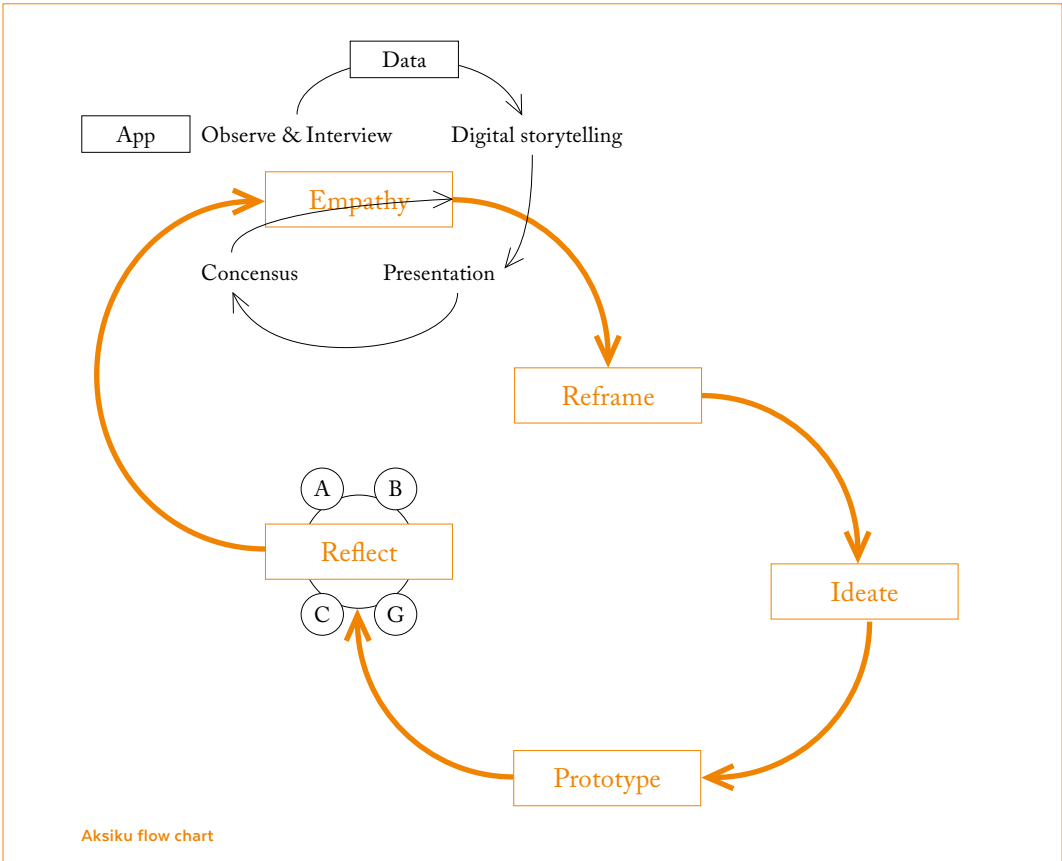 Data
App
Observe & Interview
Digital storytelling
Empathy
Concensus
Presentation
Reframe
A
B
Reflect
C
G
Ideate
Prototype
Aksiku flow chart